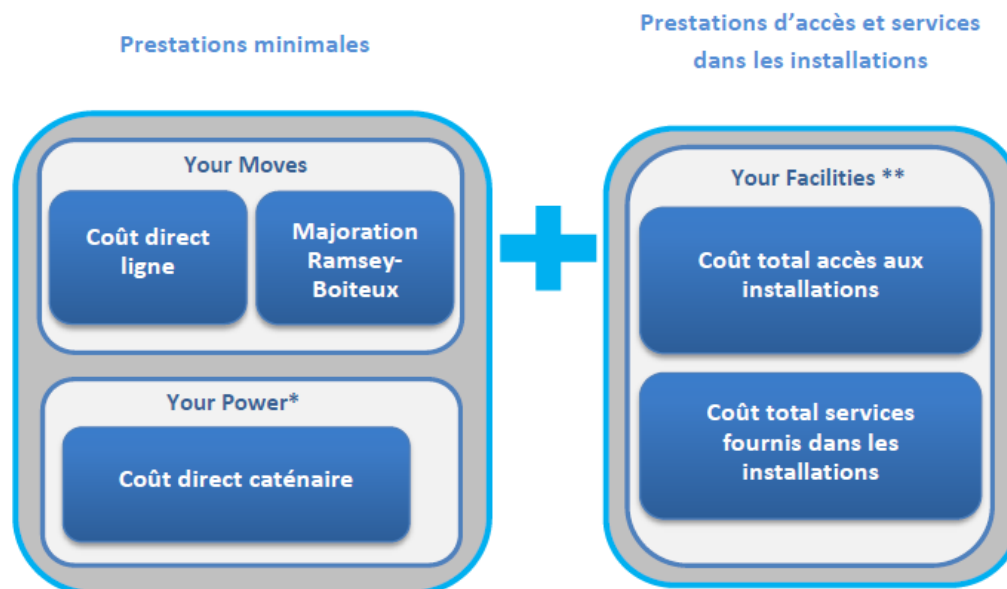 Prestations minimales
Prestations d’accès et services
dans les installations
Your Moves
Coût direct
ligne
Majoration
Ramsey-
Boiteux
Your Power*
Coût direct caténaire
Your Facilities **
Coût total accès aux
installations
Coût total services
fournis dans les
installations